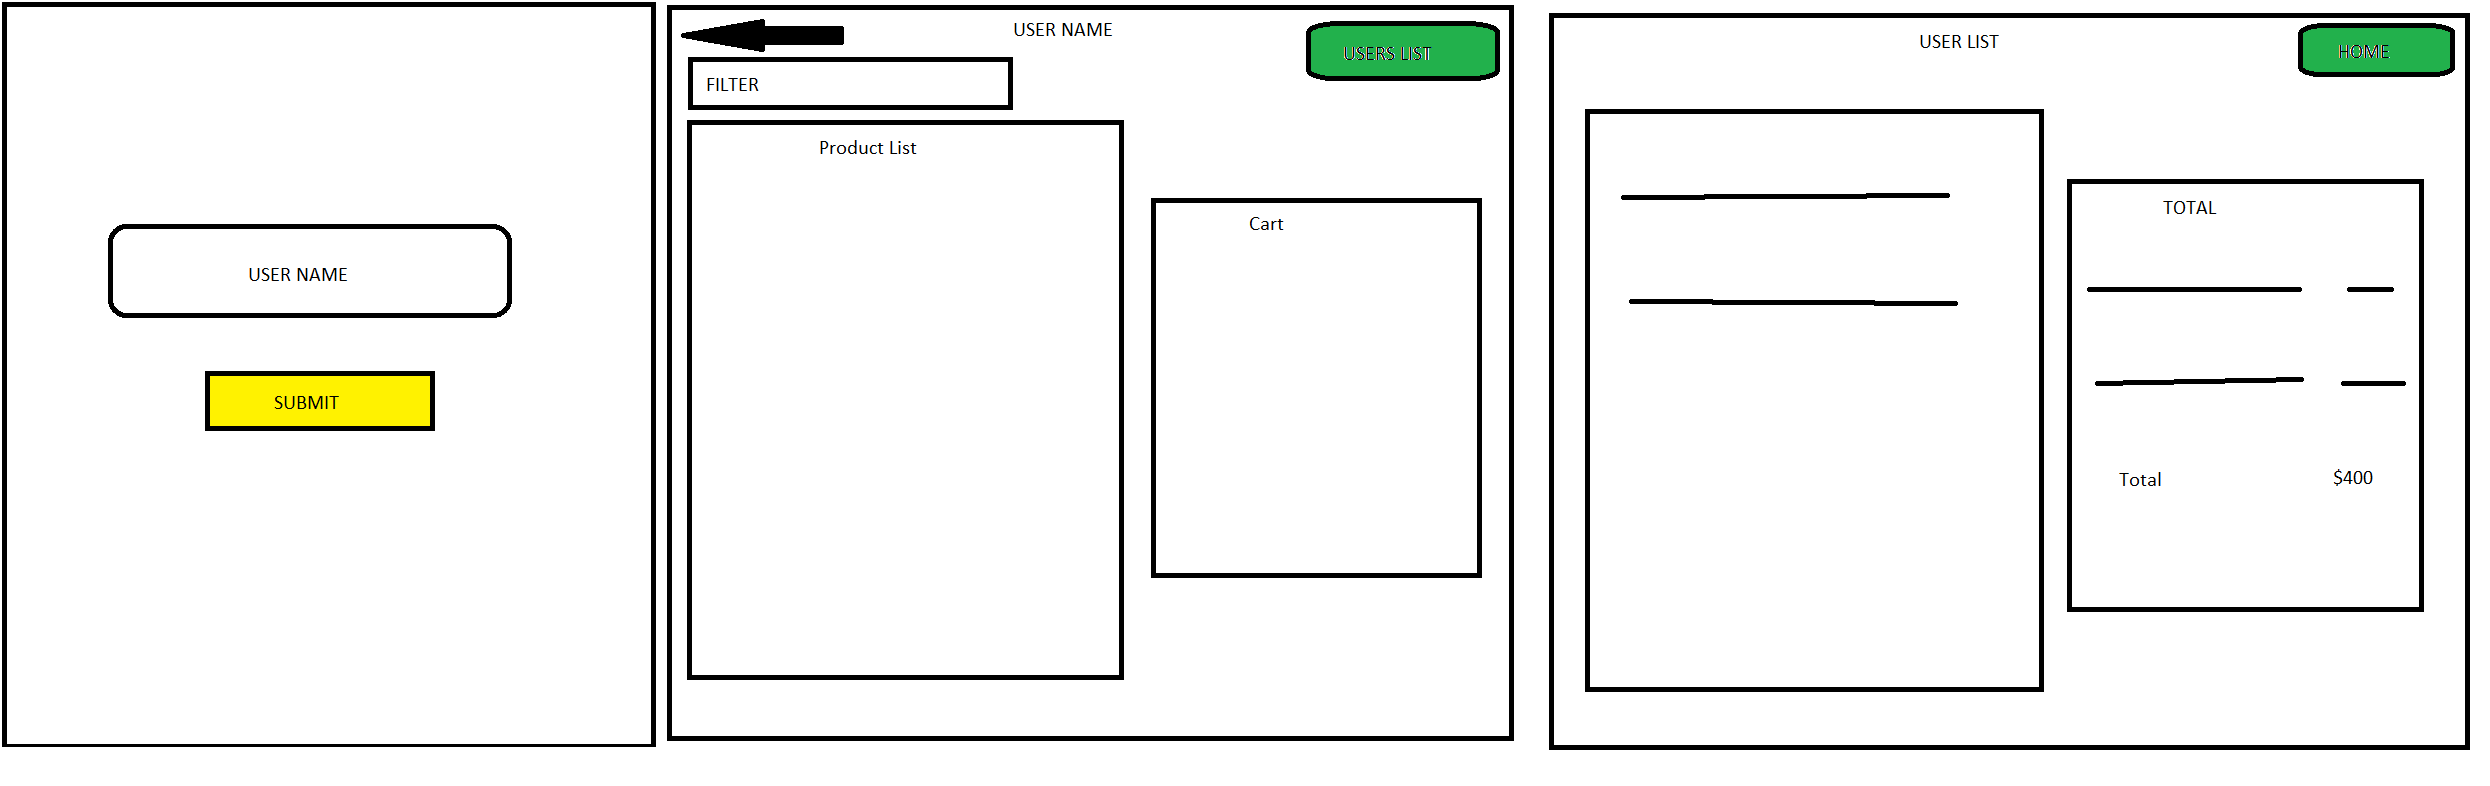 USER NAME
SUBMIT
USER NAME
USERS LIST
FILTER
Product List
Cart
USER LIST
HOME
TOTAL
Total $400